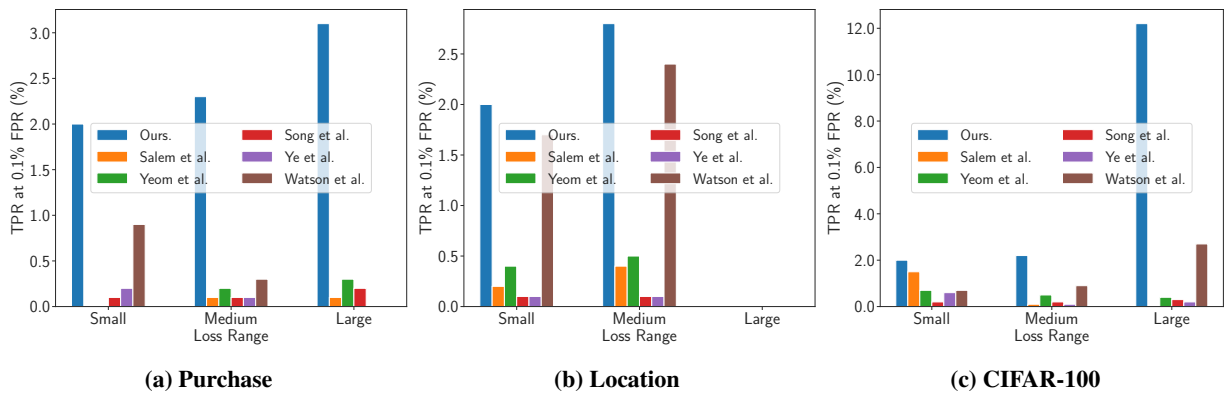 TPR at 0.1% FPR (%)
3.0
2.5
2.0
1.5
1.0
0.5
0.0
Ours.
Salem et al.
Yeom et al.
Song et al.
Ye et al.
Watson et al.
Small
Medium
Large
Loss Range
(a) Purchase
TPR at 0.1% FPR (%)
2.5
2.0
1.5
1.0
0.5
0.0
Ours.
Salem et al.
Yeom et al.
Song et al.
Ye et al.
Watson et al.
Small
Medium
Large
Loss Range
(b) Location
TPR at 0.1% FPR (%)
12.0
10.0
8.0
6.0
4.0
2.0
0.0
Ours.
Salem et al.
Yeom et al.
Song et al.
Ye et al.
Watson et al.
Small
Medium
Large
Loss Range
(c) CIFAR-100